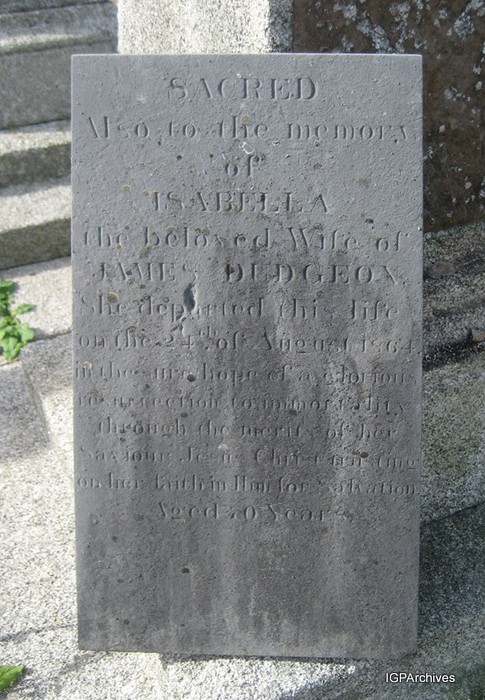 SACRED
Also to the memory
of
ISABELLA
the beloved Wife of
JAMES DUDGEON.
She departed this life
on the 24th of August 1864,
in the sure hope of a glorious
resurrection to immortality
through the merits of her
Saviour Jesus Christ
on her faith in Him for Salvation
Aged Years
IGPArchives